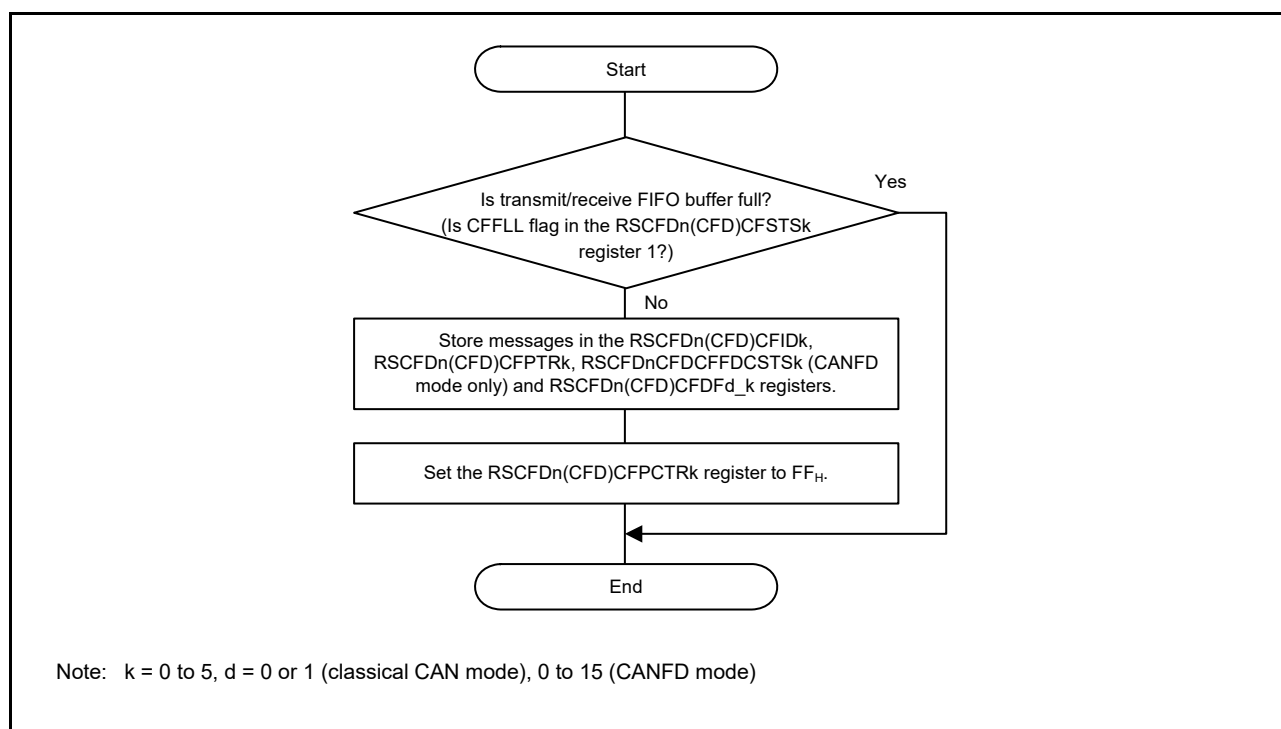 Start
Yes
Is transmit/receive FIFO buffer full?
(Is CFFLL flag in the RSCFDn(CFD)CFSTSk
register 1?)
No
Store messages in the RSCFDn(CFD)CFIDk,
RSCFDn(CFD)CFPTRk, RSCFDnCFDCFFDCSTSk (CANFD
mode only) and RSCFDn(CFD)CFDFd_k registers.
Set the RSCFDn(CFD)CFPCTRk register to FFH.
End
Note: k = 0 to 5, d = 0 or 1 (classical CAN mode), 0 to 15 (CANFD mode)